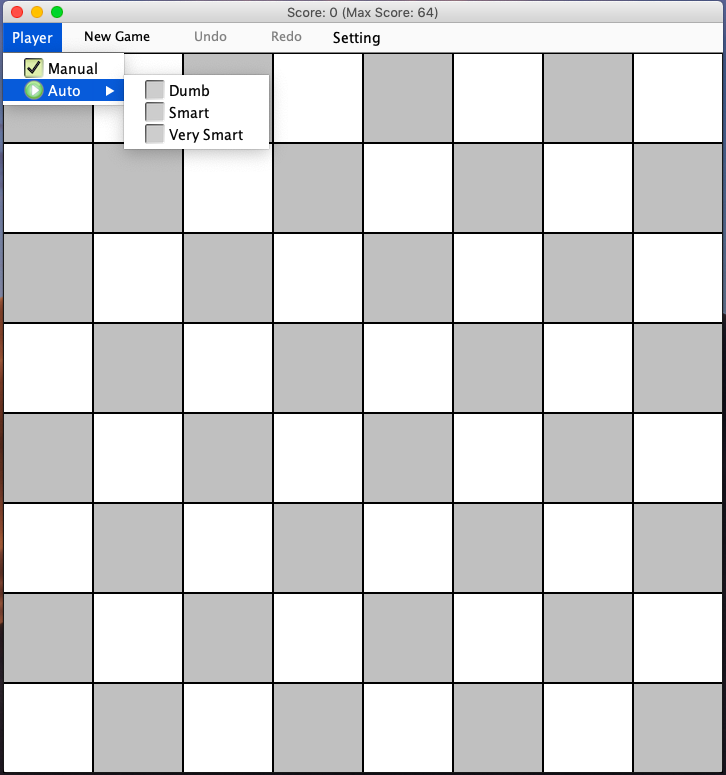 Score: 0 (Max Score: 64)
Player New Game Undo Redo Setting
Manual
Auto
Dumb
Smart
Very Smart